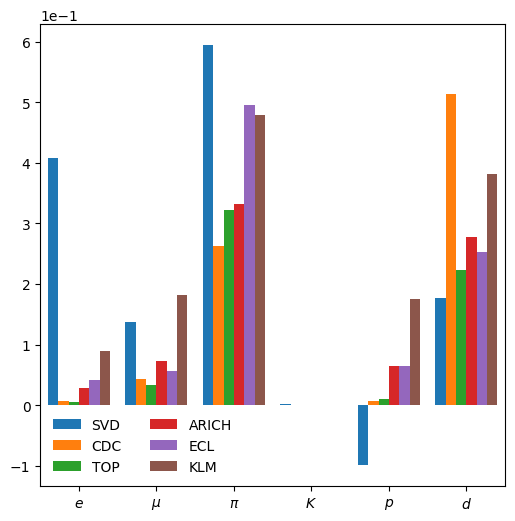 1e−1
6
5
4
3
2
1
0
−1
SVD
CDC
TOP
ARICH
ECL
KLM
e μ π K p d